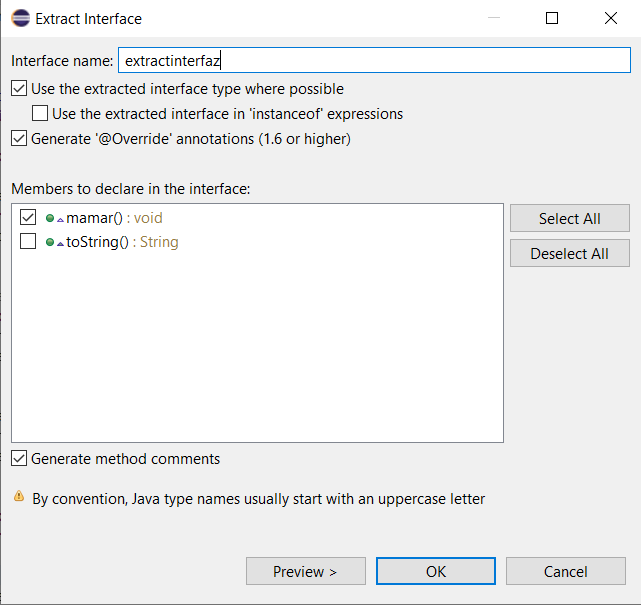 Extract Interface
Interface name: extractinterfaz
Use the extracted interface type where possible
Use the extracted interface in 'instanceof' expressions
Generate '@Override' annotations (1.6 or higher)
Members to declare in the interface:
mamar() : void
toString() : String
Select All
Deselect All
Generate method comments
By convention, Java type names usually start with an uppercase letter
Preview >
OK
Cancel